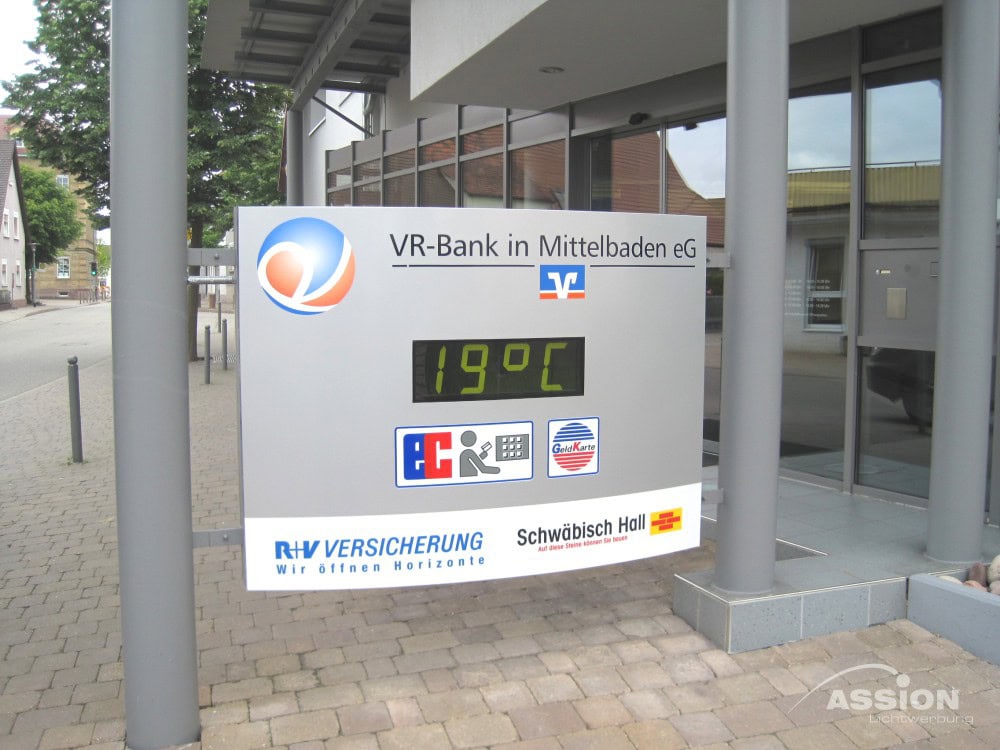 VR-Bank in Mittelbaden eG
19°C
ec
GeldKarte
R+V VERSICHERUNG
Wir öffnen Horizonte
Schwäbisch Hall
Auf diese Steine können Sie bauen
ASSION
Lichtwerbung